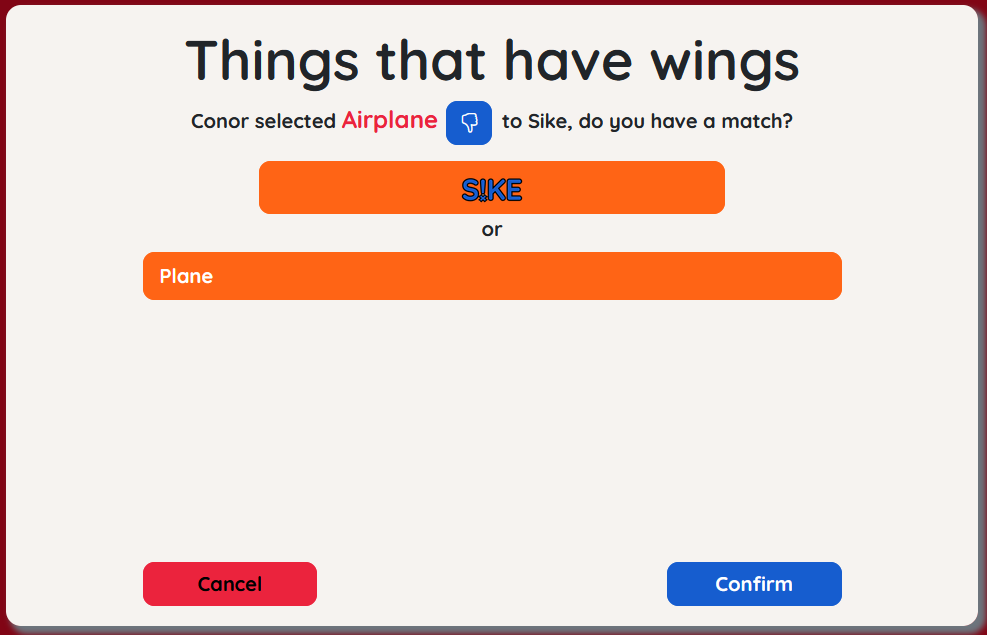 Things that have wings
Conor selected Airplane to Sike, do you have a match?
S!KE
or
Plane
Cancel
Confirm